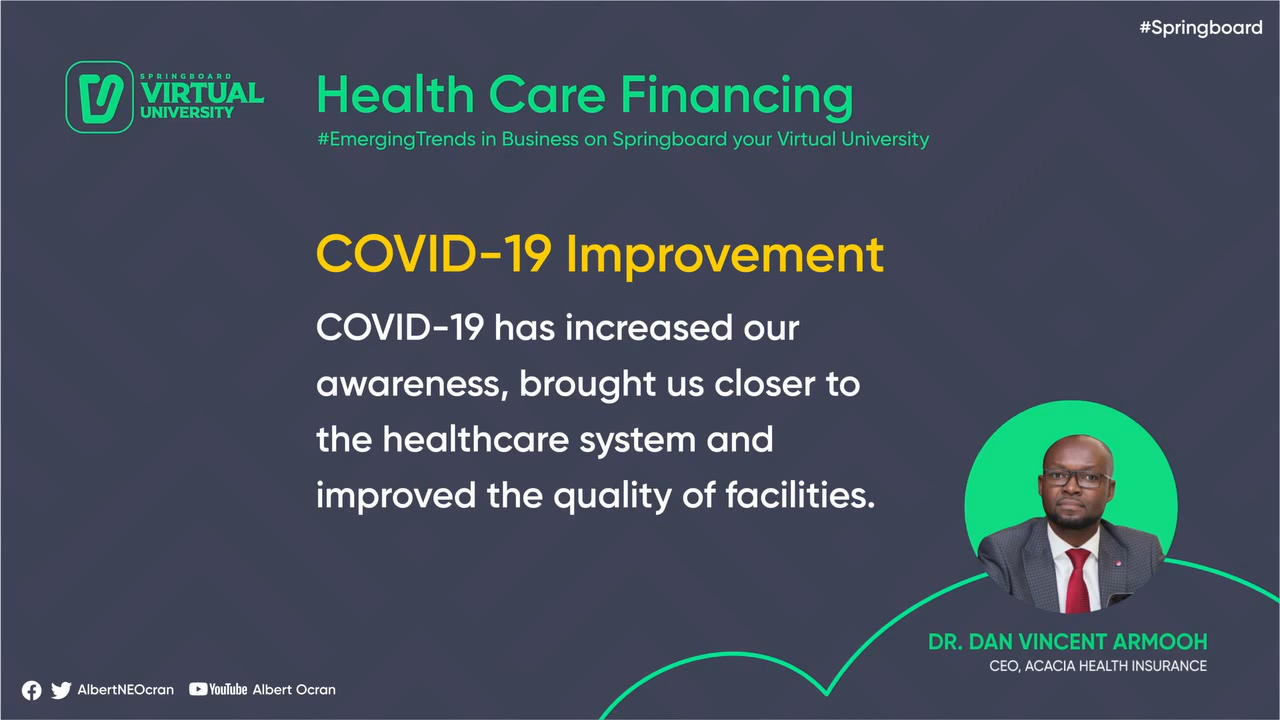 #Springboard
SPRINGBOARD
VIRTUAL
UNIVERSITY
Health Care Financing
#EmergingTrends in Business on Springboard your Virtual University
COVID-19 Improvement
COVID-19 has increased our
awareness, brought us closer to
the healthcare system and
improved the quality of facilities.
DR. DAN VINCENT ARMOOH
CEO, ACACIA HEALTH INSURANCE
AlbertNEOcran YouTube Albert Ocran